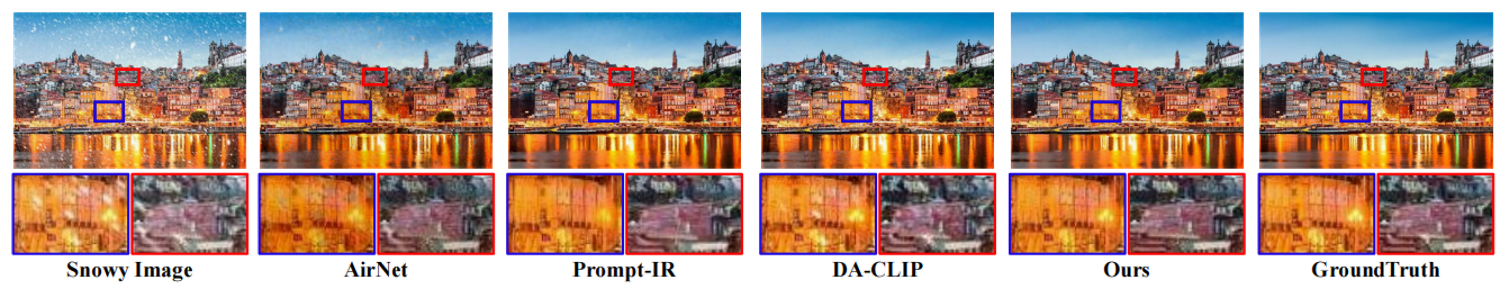 Snowy Image
AirNet
Prompt-IR
DA-CLIP
Ours
GroundTruth